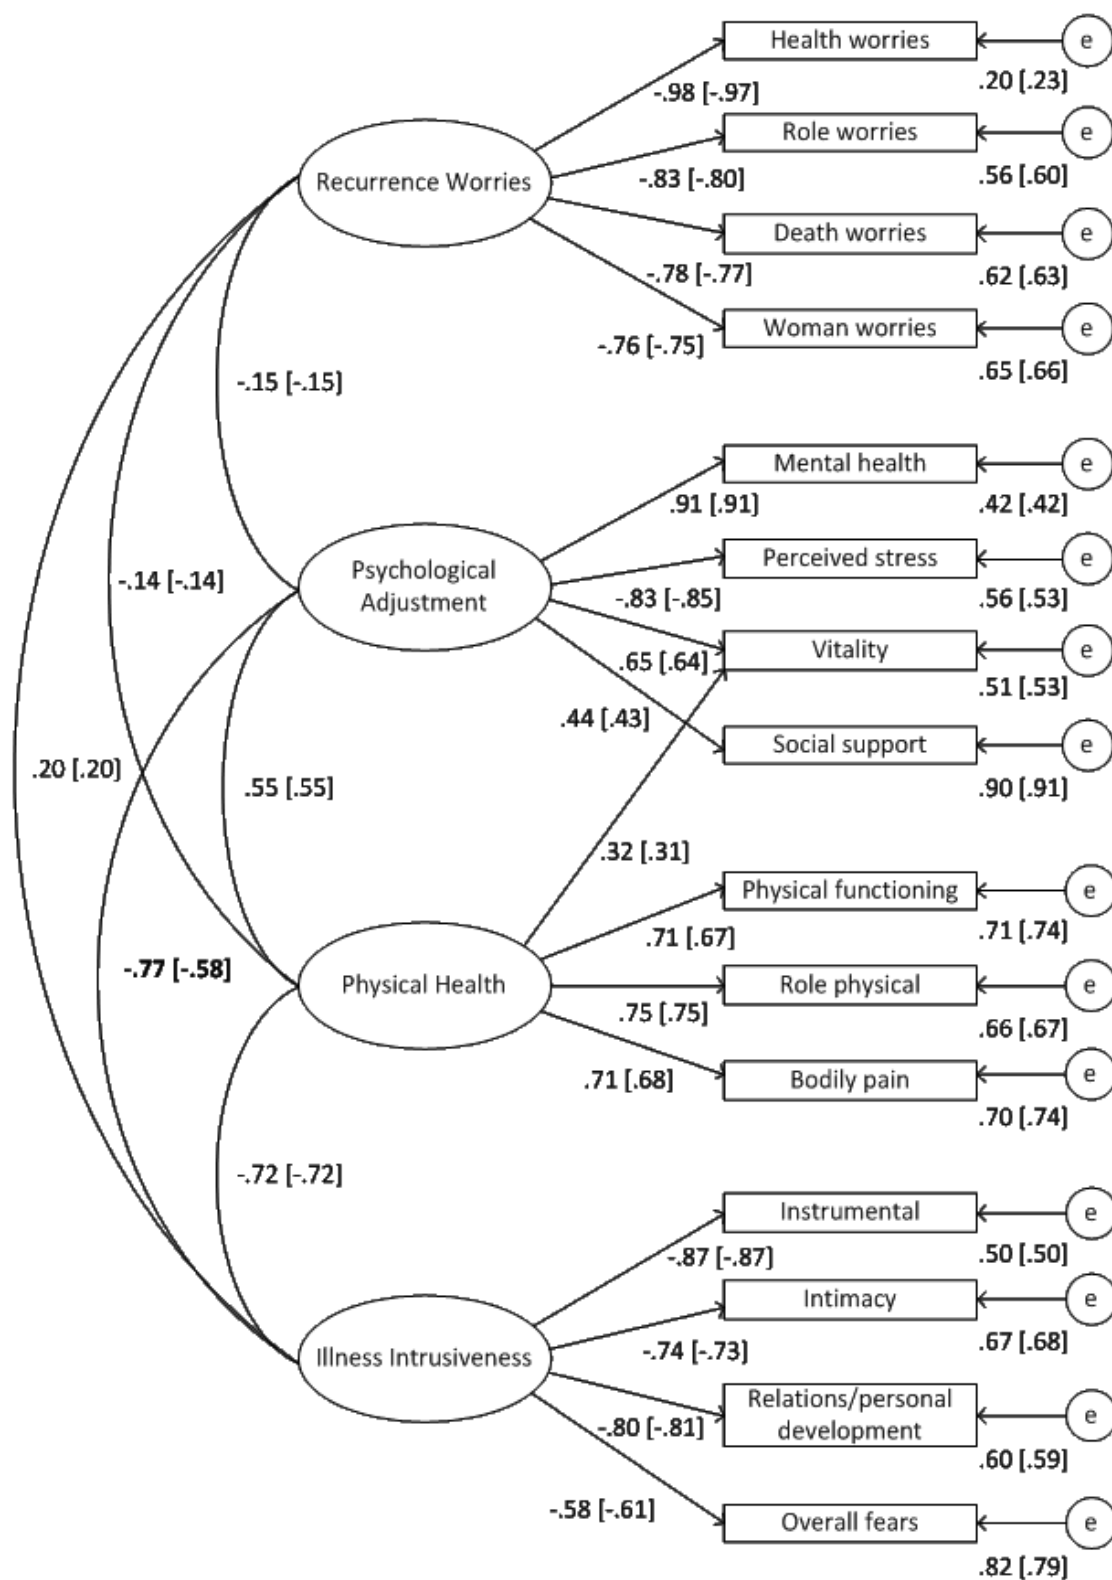 Health worries
e
-.98 [-.97]
.20 [.23]
Role worries
e
Recurrence Worries
-.83 [-.80]
.56 [.60]
Death worries
e
-.78 [-.77]
.62 [.63]
Woman worries
e
-.76 [-.75]
.65 [.66]
-.15 [-.15]
Mental health
e
.91 [.91]
.42 [.42]
Psychological
Adjustment
Perceived stress
e
-.14 [-.14]
-.83 [-.85]
.56 [.53]
Vitality
e
.65 [.64]
.51 [.53]
.44 [.43]
Social support
e
.20 [.20]
.55 [.55]
.90 [.91]
.32 [.31]
Physical functioning
e
.71 [.67]
.71 [.74]
-.77 [-.58]
Physical Health
Role physical
e
.75 [.75]
.66 [.67]
.71 [.68]
Bodily pain
e
.70 [.74]
-.72 [-.72]
Instrumental
e
-.87 [-.87]
.50 [.50]
Intimacy
e
Illness Intrusiveness
-.74 [-.73]
.67 [.68]
Relations/personal
development
e
-.80 [-.81]
.60 [.59]
-.58 [-.61]
Overall fears
e
.82 [.79]